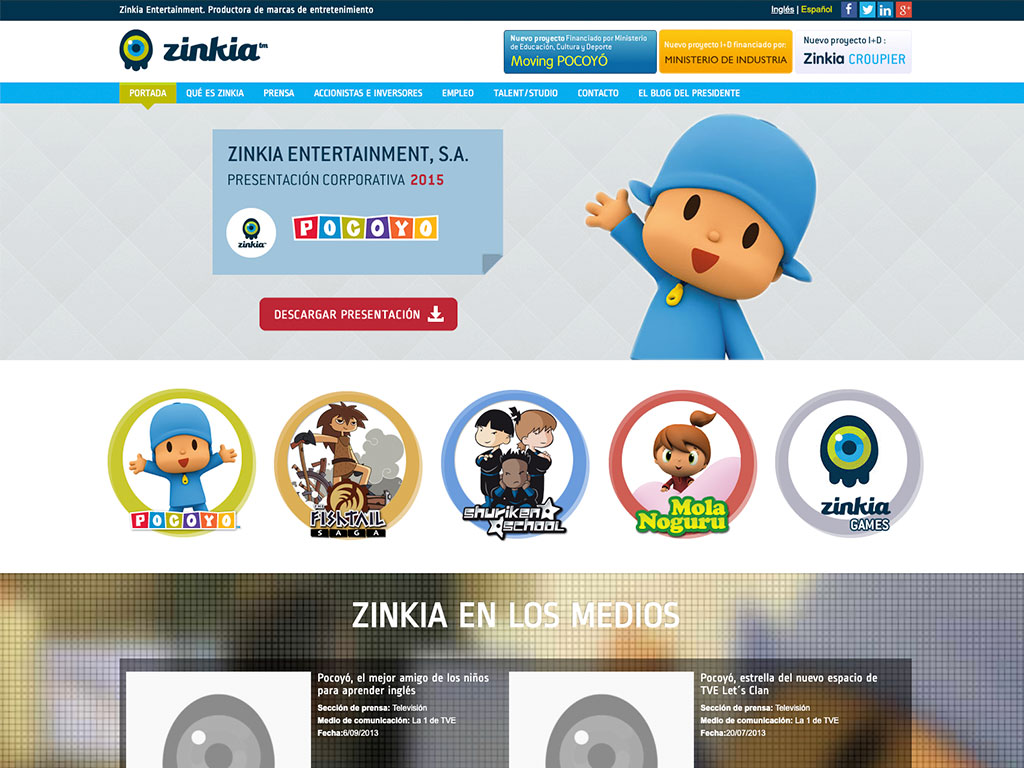 Zinkia Entertainment. Productora de marcas de entretenimiento
Inglés | Español
zinkia™
Nuevo proyecto Financiado por Ministerio
de Educación, Cultura y Deporte
Moving POCOYÓ
Nuevo proyecto I+D financiado por:
MINISTERIO DE INDUSTRIA
Nuevo proyecto I+D :
Zinkia CROUPIER
PORTADA QUÉ ES ZINKIA PRENSA ACCIONISTAS E INVERSORES EMPLEO TALENT/STUDIO CONTACTO EL BLOG DEL PRESIDENTE
ZINKIA ENTERTAINMENT, S.A.
PRESENTACIÓN CORPORATIVA 2015
zinkia
POCOYO
DESCARGAR PRESENTACIÓN
POCOYO
THE FISHTAIL SAGA
shuriken school
Mola Noguru
zinkia GAMES
ZINKIA EN LOS MEDIOS
Pocoyó, el mejor amigo de los niños
para aprender inglés
Sección de prensa: Televisión
Medio de comunicación: La 1 de TVE
Fecha:6/09/2013
Pocoyó, estrella del nuevo espacio de
TVE Let´s Clan
Sección de prensa: Televisión
Medio de comunicación: La 1 de TVE
Fecha:20/07/2013